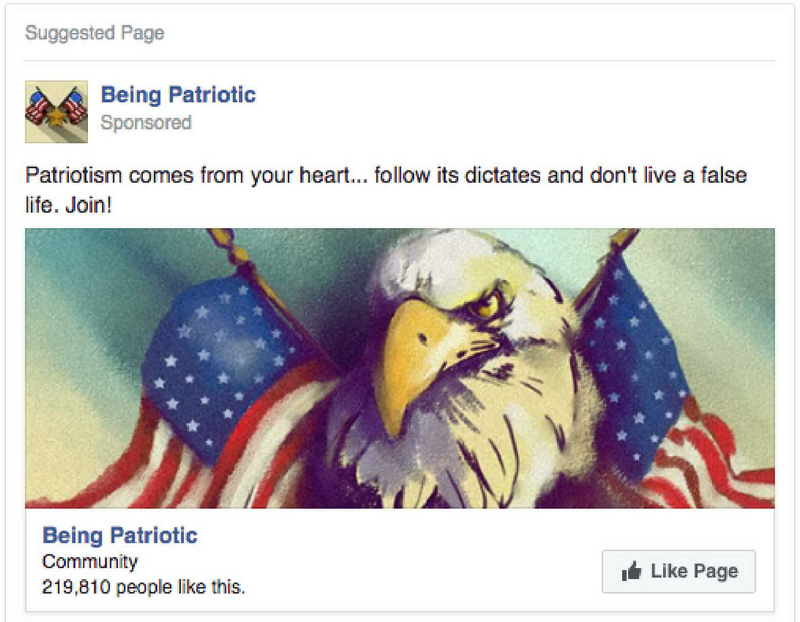 Suggested Page
Being Patriotic
Sponsored
Patriotism comes from your heart... follow its dictates and don't live a false
life. Join!
Being Patriotic
Community
219,810 people like this.
Like Page